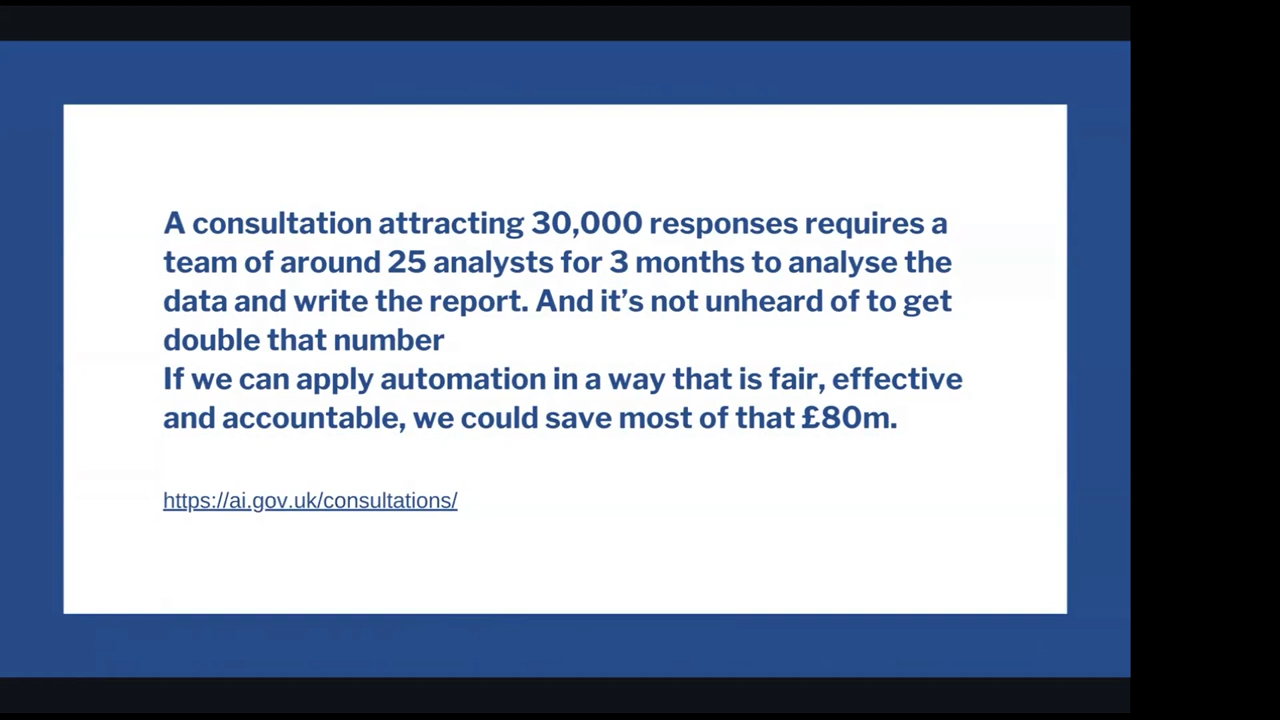 A consultation attracting 30,000 responses requires a
team of around 25 analysts for 3 months to analyse the
data and write the report. And it’s not unheard of to get
double that number
If we can apply automation in a way that is fair, effective
and accountable, we could save most of that £80m.
https://ai.gov.uk/consultations/